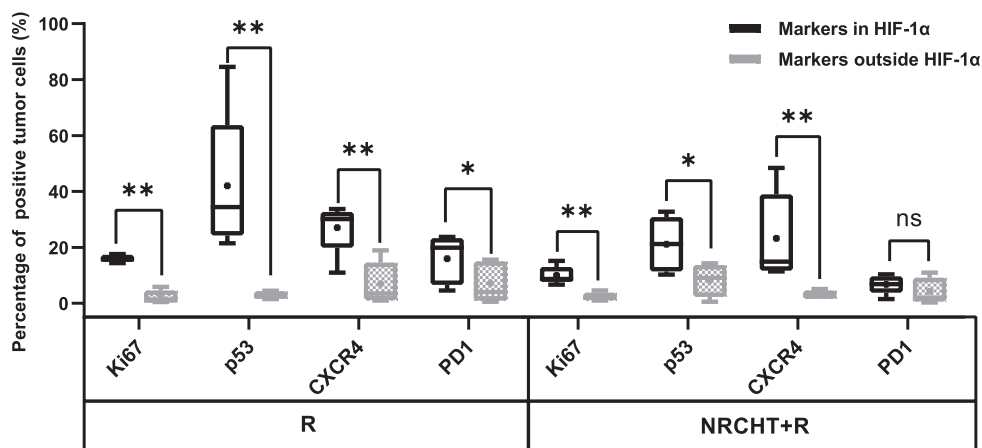 Percentage of positive tumor cells (%)
100
80
60
40
20
0
Markers in HIF-1α
Markers outside HIF-1α
**
**
**
*
**
*
**
ns
Ki67
p53
CXCR4
PD1
Ki67
p53
CXCR4
PD1
R
NRCHT+R